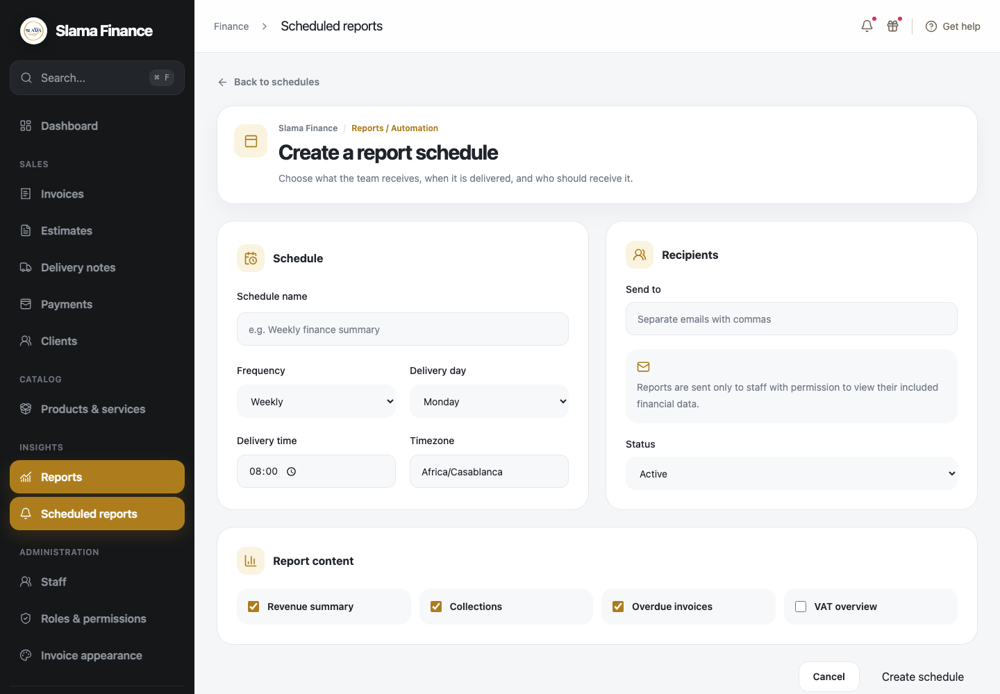 SLAMA
Slama Finance
Search...
⌘ F
Dashboard
SALES
Invoices
Estimates
Delivery notes
Payments
Clients
CATALOG
Products & services
INSIGHTS
Reports
Scheduled reports
ADMINISTRATION
Staff
Roles & permissions
Invoice appearance
Finance > Scheduled reports
Get help
← Back to schedules
Slama Finance / Reports / Automation
Create a report schedule
Choose what the team receives, when it is delivered, and who should receive it.
Schedule
Schedule name
e.g. Weekly finance summary
Frequency
Weekly
Delivery day
Monday
Delivery time
08:00
Timezone
Africa/Casablanca
Recipients
Send to
Separate emails with commas
Reports are sent only to staff with permission to view their included
financial data.
Status
Active
Report content
Revenue summary
Collections
Overdue invoices
VAT overview
Cancel
Create schedule